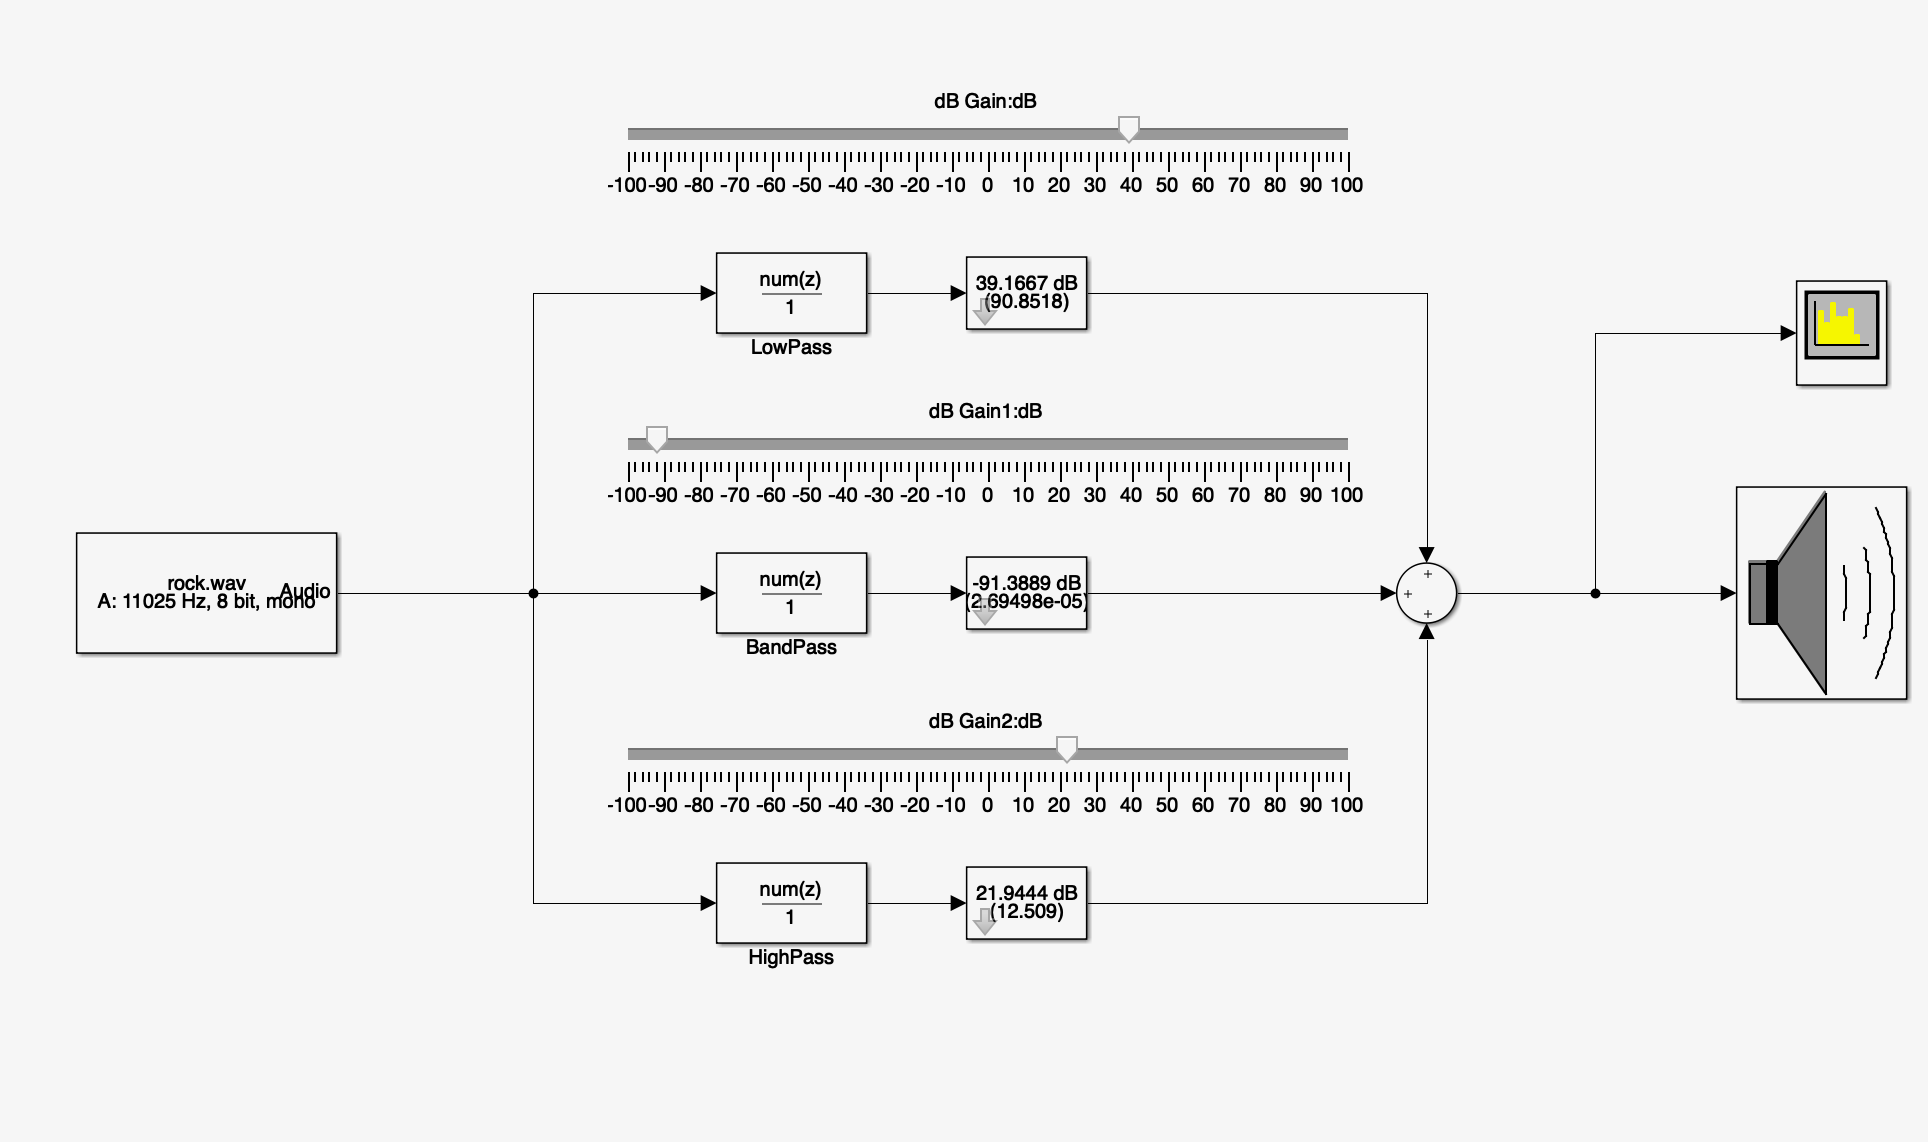 dB Gain:dB
-100 -90 -80 -70 -60 -50 -40 -30 -20 -10 0 10 20 30 40 50 60 70 80 90 100
num(z)
1
LowPass
39.1667 dB
(90.8518)
dB Gain1:dB
-100 -90 -80 -70 -60 -50 -40 -30 -20 -10 0 10 20 30 40 50 60 70 80 90 100
rock.wav
A: 11025 Hz, 8 bit, mono
Audio
num(z)
1
BandPass
-91.3889 dB
(2.69498e-05)
+
+
+
dB Gain2:dB
-100 -90 -80 -70 -60 -50 -40 -30 -20 -10 0 10 20 30 40 50 60 70 80 90 100
num(z)
1
HighPass
21.9444 dB
(12.509)